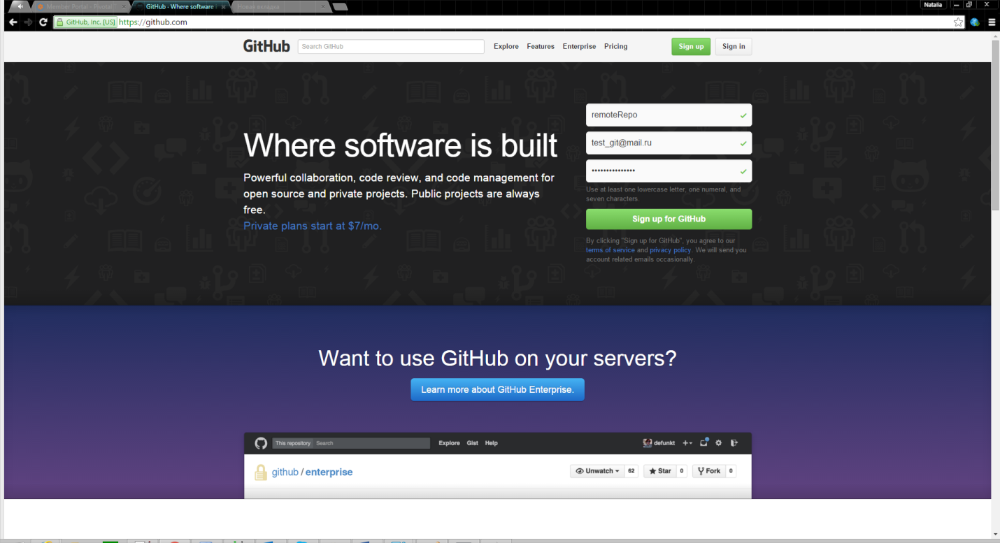 Member Portal - Pivotal
GitHub · Where software
Новая вкладка
Natalia
GitHub, Inc. [US] https://github.com
GitHub Search GitHub Explore Features Enterprise Pricing Sign up Sign in
Where software is built
Powerful collaboration, code review, and code management for
open source and private projects. Public projects are always
free.
Private plans start at $7/mo.
remoteRepo
test_git@mail.ru
•••••••••••••••
Use at least one lowercase letter, one numeral, and
seven characters.
Sign up for GitHub
By clicking "Sign up for GitHub", you agree to our
terms of service and privacy policy. We will send you
account related emails occasionally.
Want to use GitHub on your servers?
Learn more about GitHub Enterprise.
This repository Search Explore Gist Help defunkt
github / enterprise Unwatch 62 Star 0 Fork 0